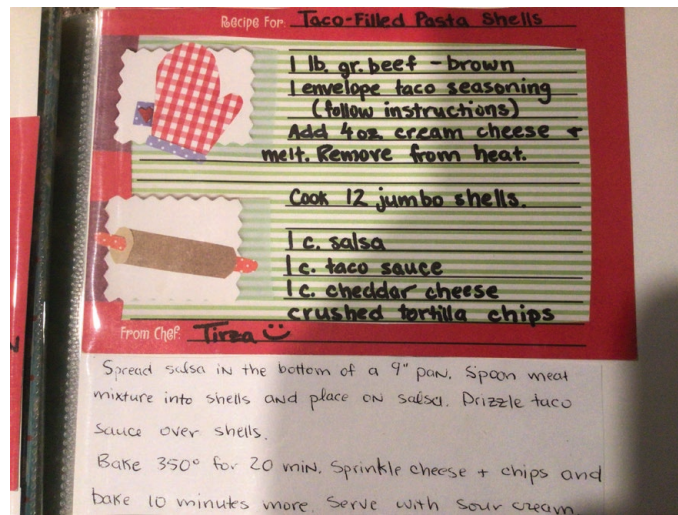 Recipe For: Taco-Filled Pasta Shells
1 lb. gr. beef - brown
1 envelope taco seasoning
(follow instructions)
Add 4oz. cream cheese +
melt. Remove from heat.
Cook 12 jumbo shells.
1 c. salsa
1 c. taco sauce
1 c. cheddar cheese
crushed tortilla chips
From Chef: Tirza
Spread salsa in the bottom of a 9" pan. Spoon meat
mixture into shells and place on salsa. Drizzle taco
sauce over shells.
Bake 350° for 20 min. Sprinkle cheese + chips and
bake 10 minutes more. Serve with sour cream.